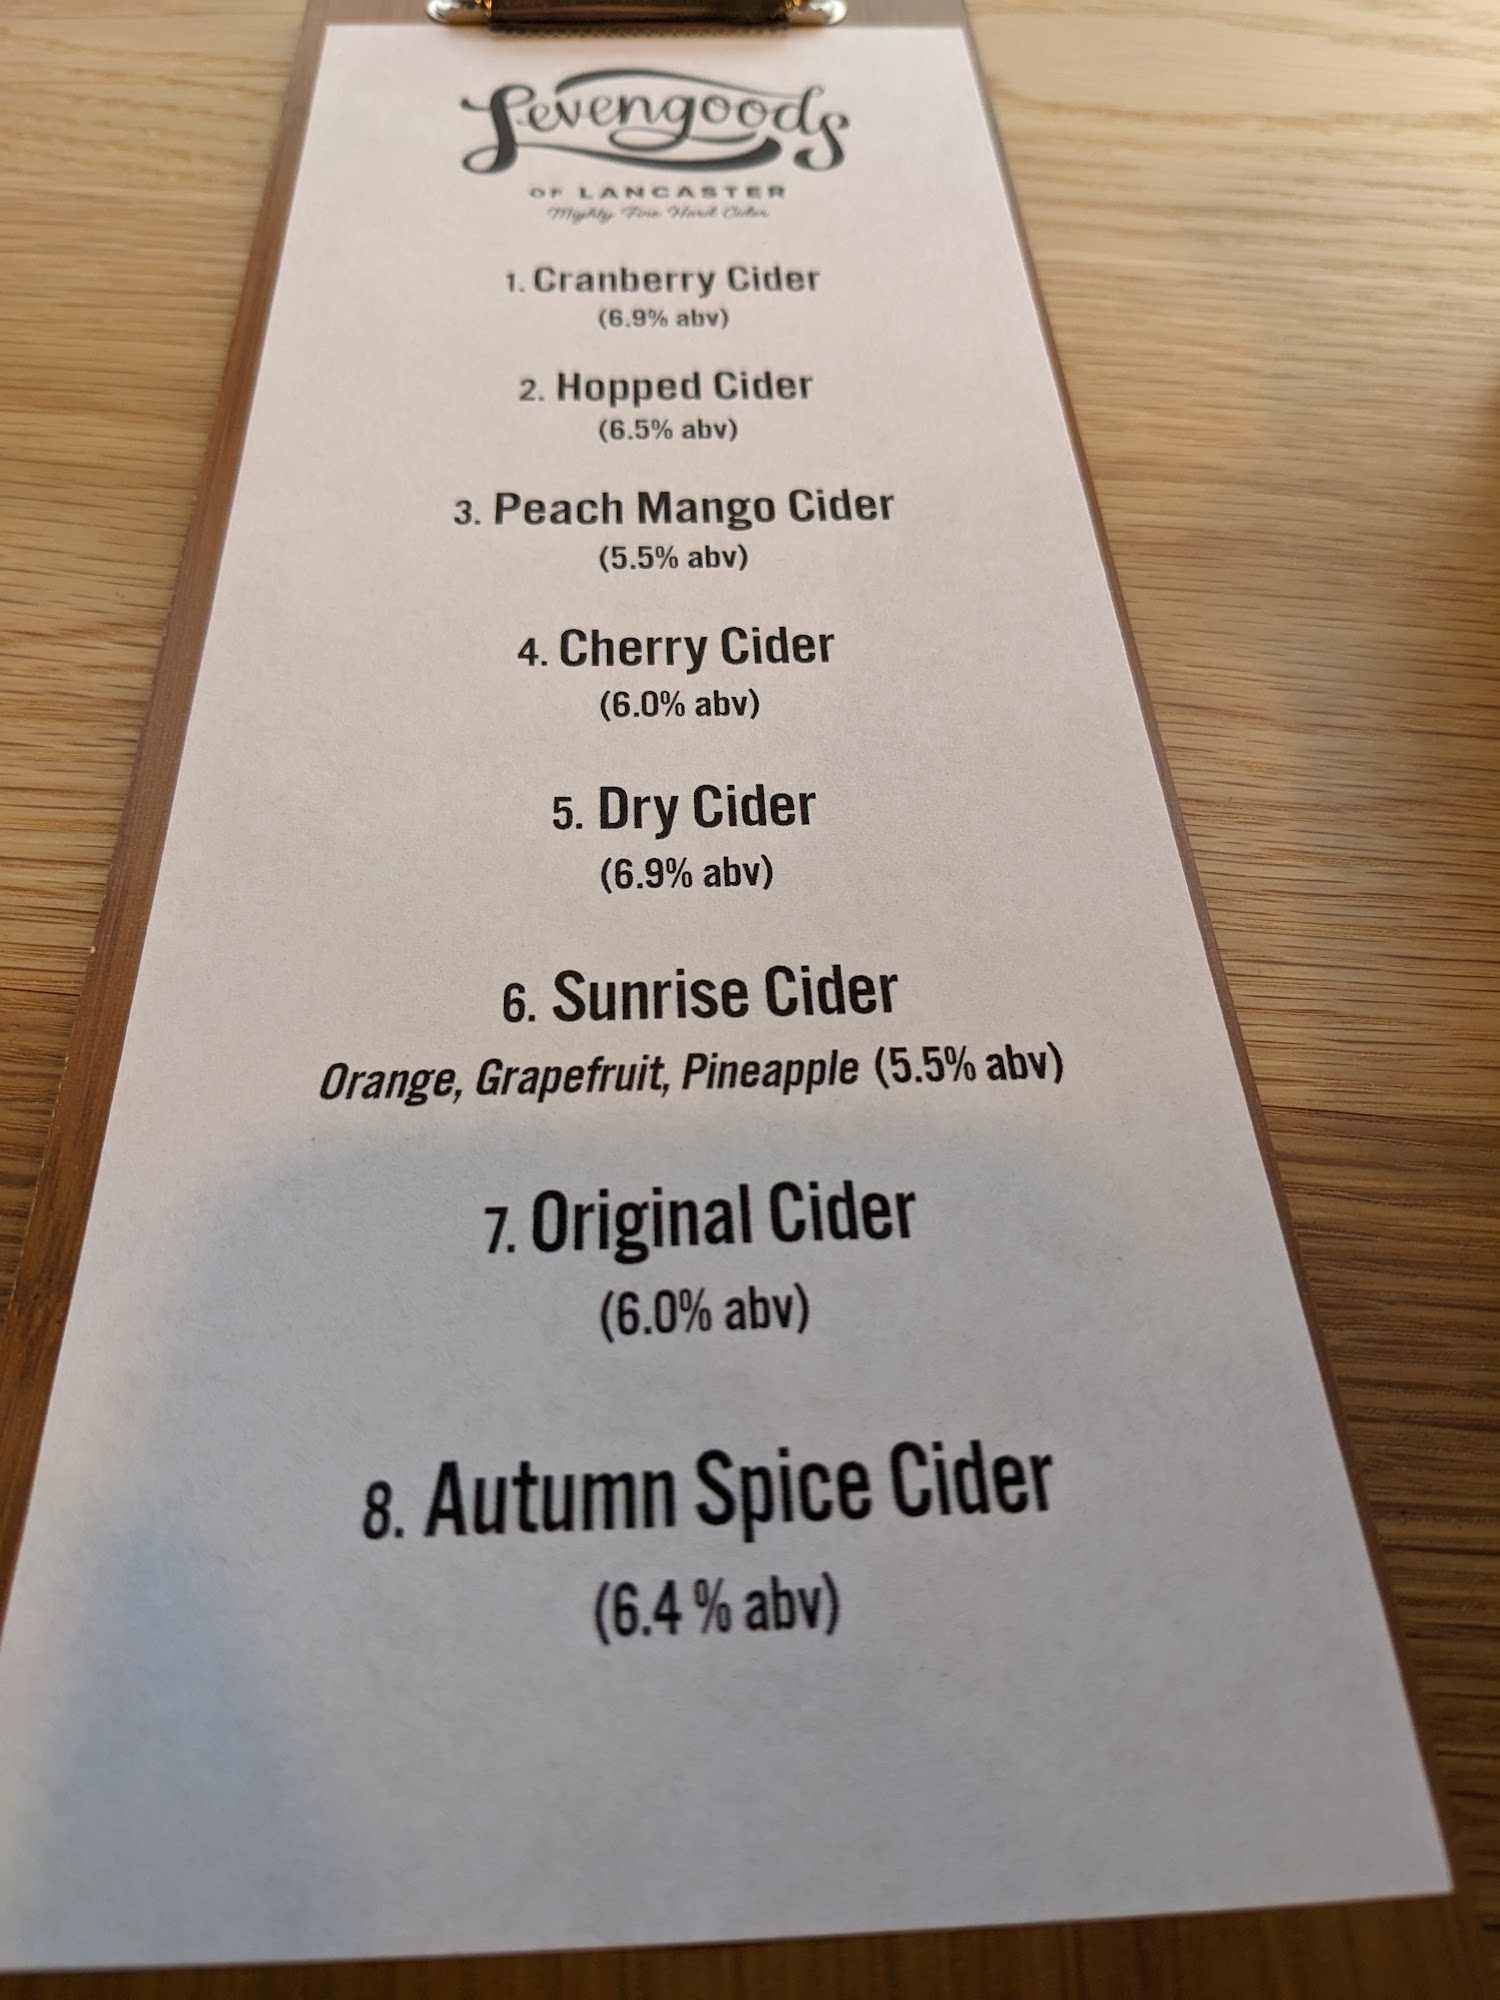 Levengoods
OF LANCASTER
Mighty Fine Hard Cider
1. Cranberry Cider
(6.9% abv)
2. Hopped Cider
(6.5% abv)
3. Peach Mango Cider
(5.5% abv)
4. Cherry Cider
(6.0% abv)
5. Dry Cider
(6.9% abv)
6. Sunrise Cider
Orange, Grapefruit, Pineapple (5.5% abv)
7. Original Cider
(6.0% abv)
8. Autumn Spice Cider
(6.4 % abv)